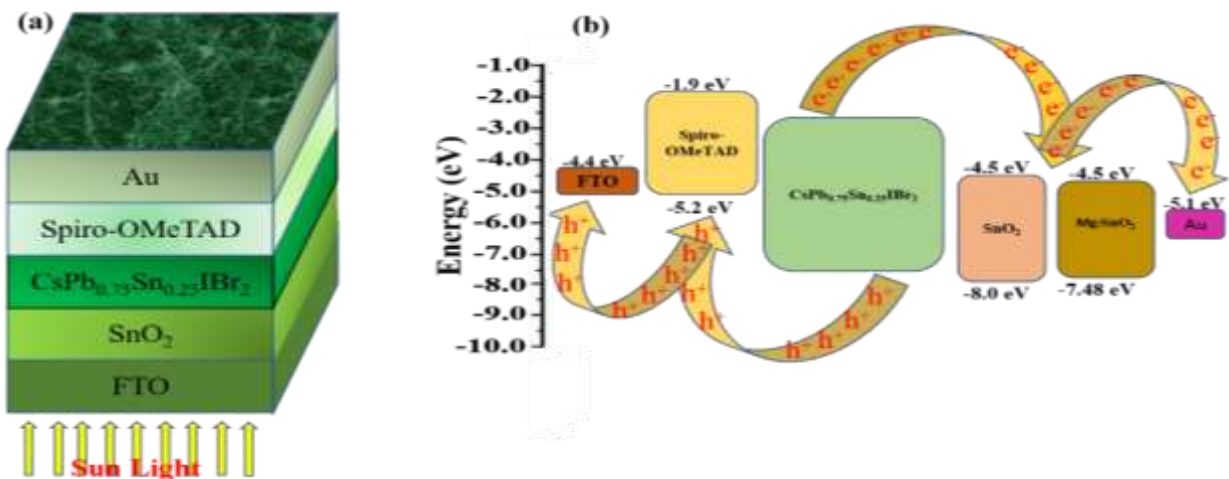 (a)
Au
Spiro-OMeTAD
CsPb₀.₇₅Sn₀.₂₅IBr₂
SnO₂
FTO
Sun Light
(b)
Energy (eV)
-1.0
-2.0
-3.0
-4.0
-5.0
-6.0
-7.0
-8.0
-9.0
-10.0
-4.4 eV
FTO
-1.9 eV
Spiro-
OMeTAD
-5.2 eV
CsPb₀.₇₅Sn₀.₂₅IBr₂
-4.5 eV
SnO₂
-8.0 eV
-4.5 eV
Mg:SnO₂
-7.48 eV
-5.1 eV
Au
e⁻ e⁻ e⁻ e⁻ e⁻ e⁻ e⁻ e⁻ e⁻ e⁻
e⁻ e⁻ e⁻ e⁻ e⁻ e⁻ e⁻ e⁻
h⁺ h⁺ h⁺ h⁺ h⁺ h⁺ h⁺
h⁺ h⁺ h⁺ h⁺ h⁺ h⁺ h⁺